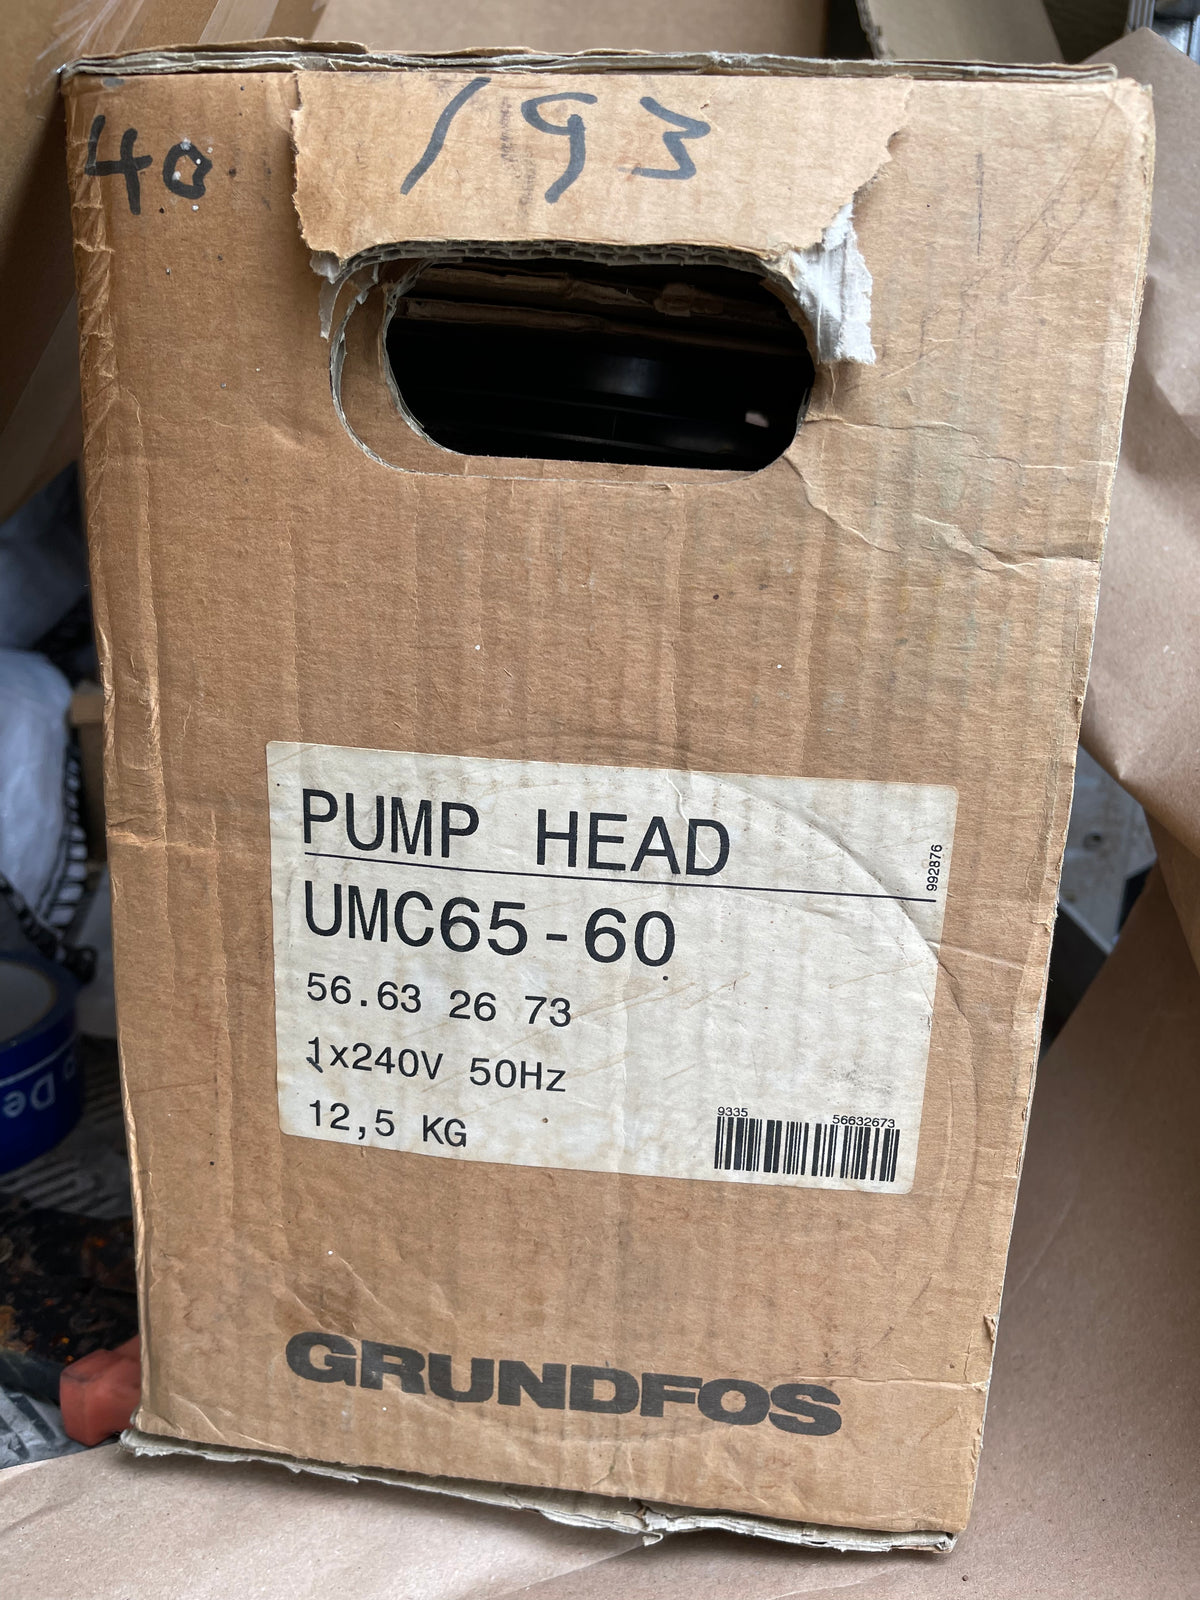 40
193
PUMP HEAD
992876
UMC65-60
56.63 26 73
1x240V 50Hz
12,5 KG
9335 56632673
GRUNDFOS
De